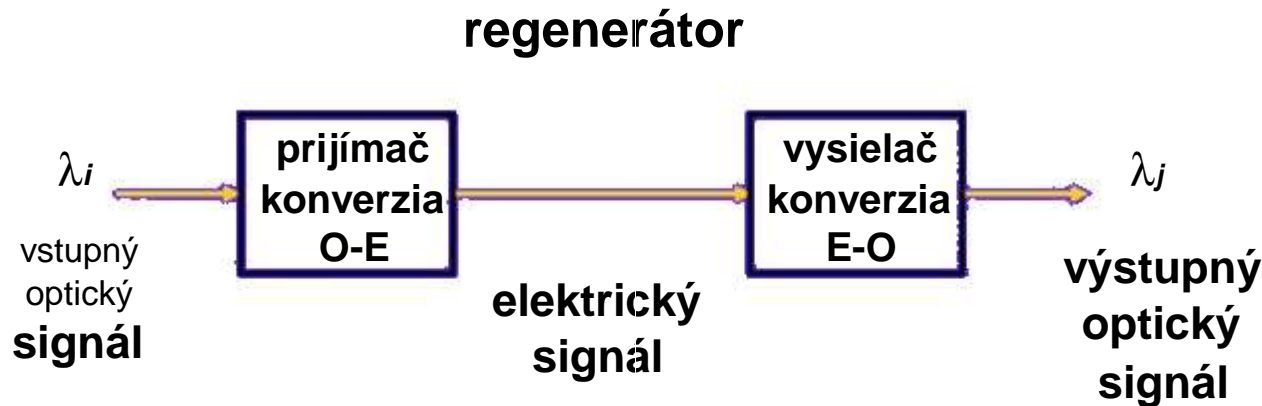 regenerátor
λi
vstupný
optický
signál
prijímač
konverzia
O-E
elektrický
signál
vysielač
konverzia
E-O
λj
výstupný
optický
signál